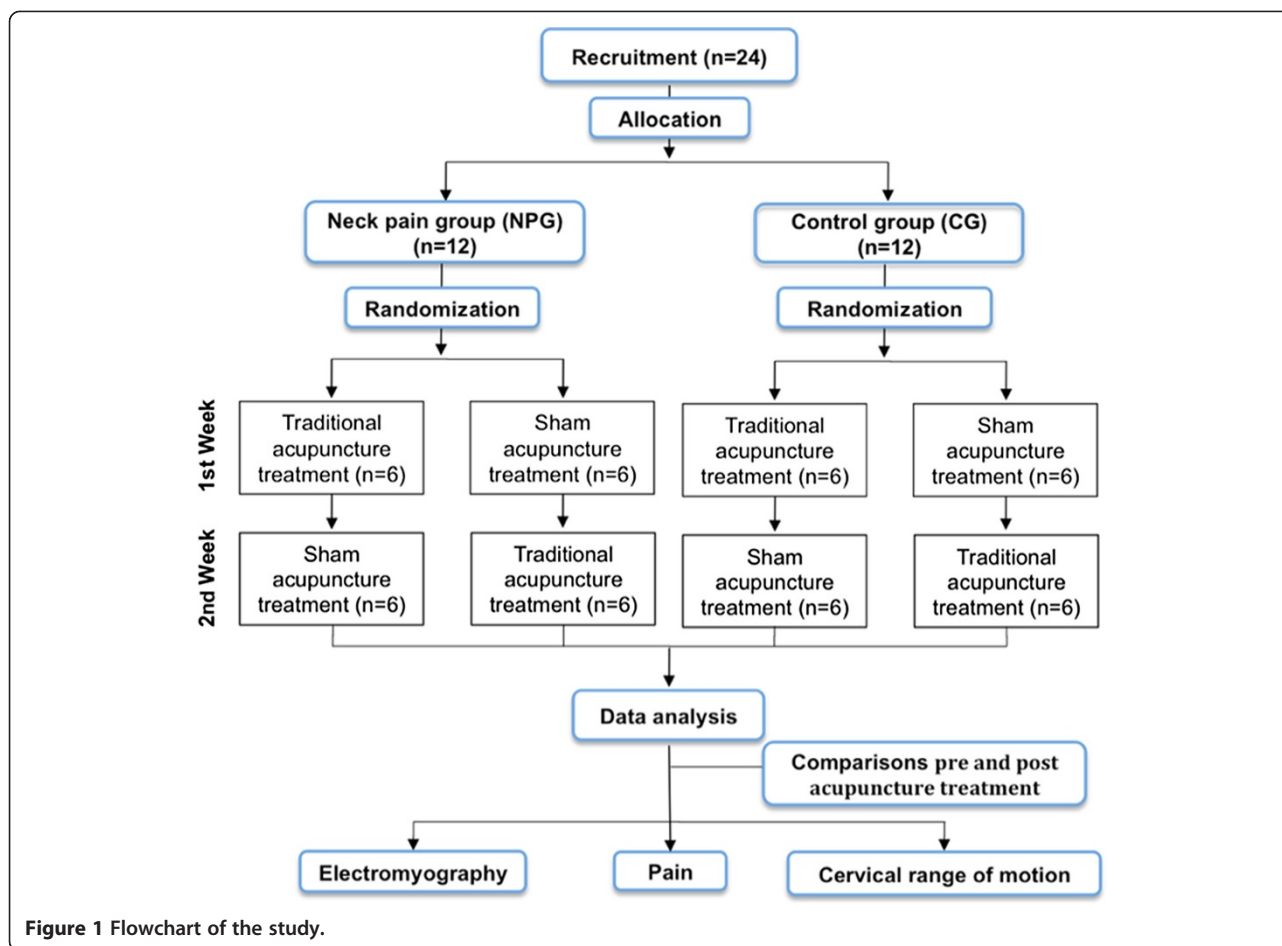 Recruitment (n=24)
Allocation
Neck pain group (NPG)
(n=12)
Control group (CG)
(n=12)
Randomization
Randomization
1st Week
Traditional
acupuncture
treatment (n=6)
Sham
acupuncture
treatment (n=6)
Traditional
acupuncture
treatment (n=6)
Sham
acupuncture
treatment (n=6)
2nd Week
Sham
acupuncture
treatment (n=6)
Traditional
acupuncture
treatment (n=6)
Sham
acupuncture
treatment (n=6)
Traditional
acupuncture
treatment (n=6)
Data analysis
Comparisons pre and post
acupuncture treatment
Electromyography
Pain
Cervical range of motion
Figure 1 Flowchart of the study.